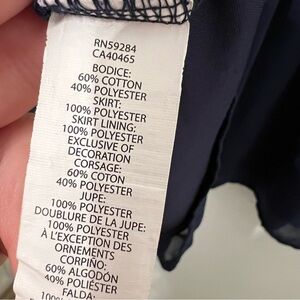 RN59284
CA40465
BODICE:
60% COTTON
40% POLYESTER
SKIRT:
100% POLYESTER
SKIRT LINING:
100% POLYESTER
EXCLUSIVE OF
DECORATION
CORSAGE:
60% COTON
40% POLYESTER
JUPE:
100% POLYESTER
DOUBLURE DE LA JUPE:
100% POLYESTER
À L'EXCEPTION DES
ORNEMENTS
CORPIÑO:
60% ALGODÓN
40% POLIÉSTER
FALDA:
100%